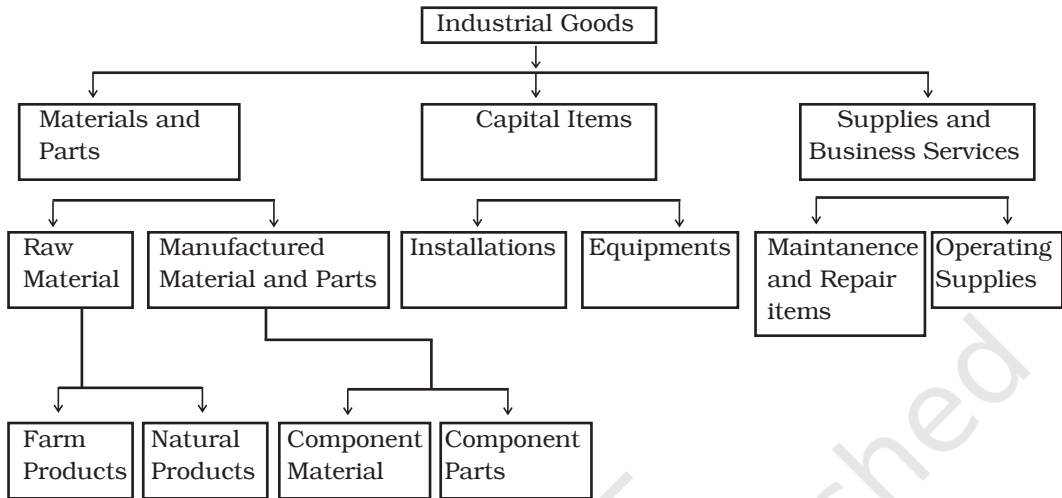 Industrial Goods
Materials and
Parts
Capital Items
Supplies and
Business Services
Raw
Material
Manufactured
Material and Parts
Installations
Equipments
Maintanence
and Repair
items
Operating
Supplies
Farm
Products
Natural
Products
Component
Material
Component
Parts